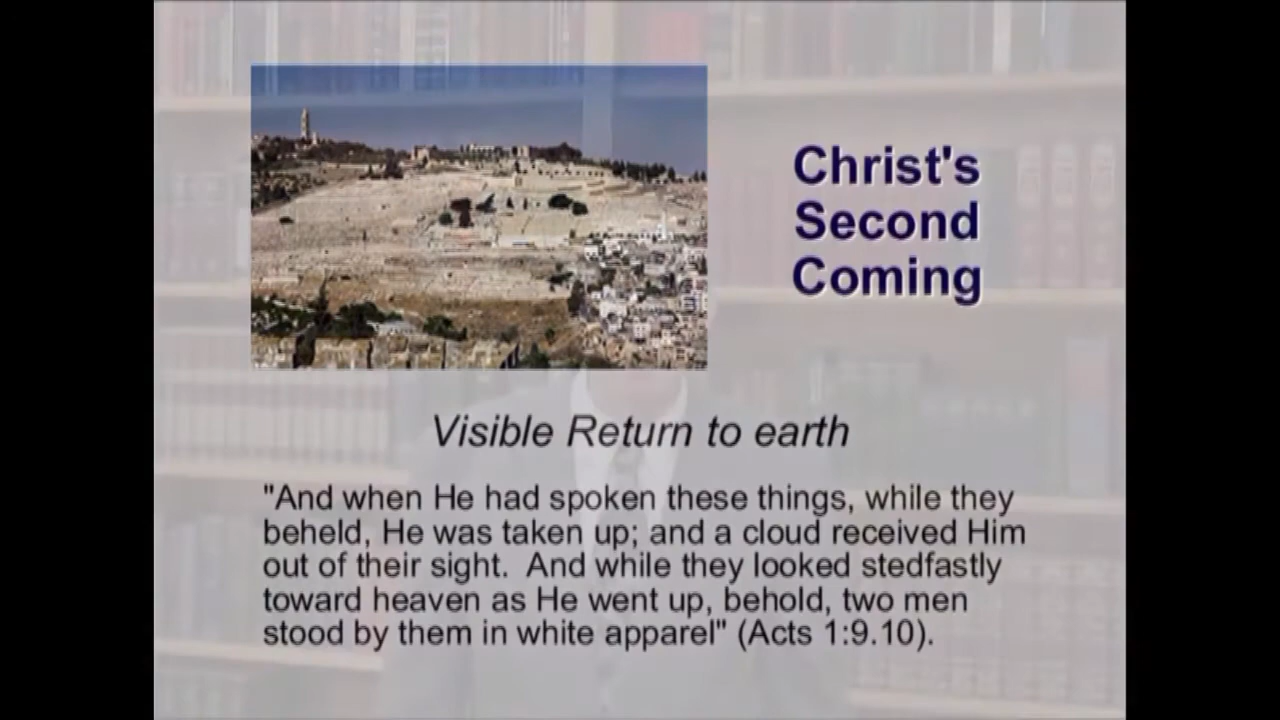 Christ's
Second
Coming
Visible Return to earth
"And when He had spoken these things, while they
beheld, He was taken up; and a cloud received Him
out of their sight.  And while they looked stedfastly
toward heaven as He went up, behold, two men
stood by them in white apparel" (Acts 1:9.10).